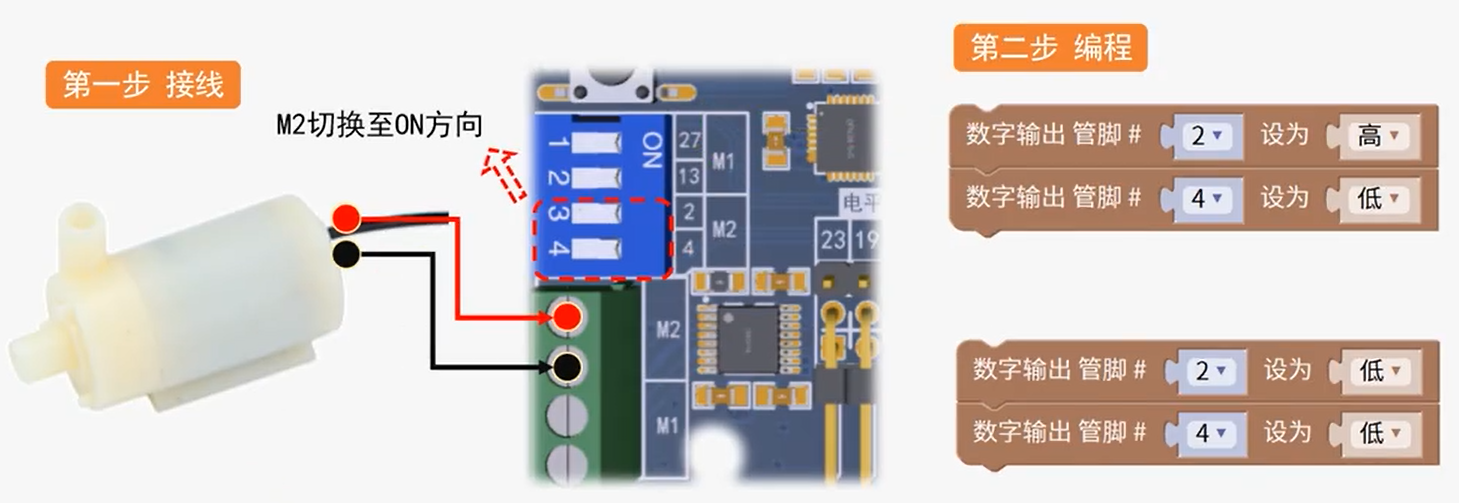 第一步 接线
M2切换至ON方向
ON
1
2
3
4
27
13
M1
2
4
M2
M2
M1
电平
23
19
第二步 编程
数字输出 管脚 # 2 设为 高
数字输出 管脚 # 4 设为 低
数字输出 管脚 # 2 设为 低
数字输出 管脚 # 4 设为 低